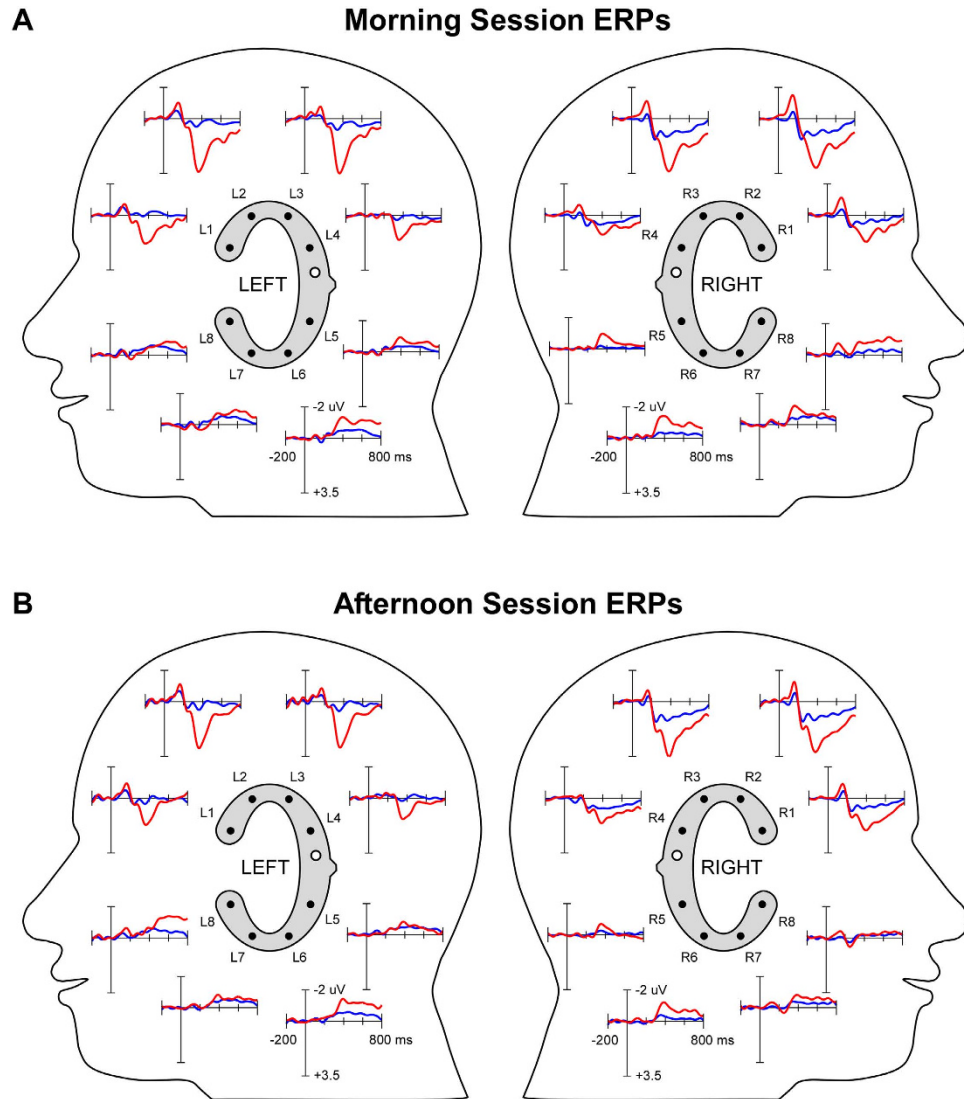 A
Morning Session ERPs
L2 L3
L1 L4
LEFT
L8 L5
L7 L6
-2 uV
-200 800 ms
+3.5
R3 R2
R4 R1
RIGHT
R5 R8
R6 R7
-2 uV
-200 800 ms
+3.5
B
Afternoon Session ERPs
L2 L3
L1 L4
LEFT
L8 L5
L7 L6
-2 uV
-200 800 ms
+3.5
R3 R2
R4 R1
RIGHT
R5 R8
R6 R7
-2 uV
-200 800 ms
+3.5